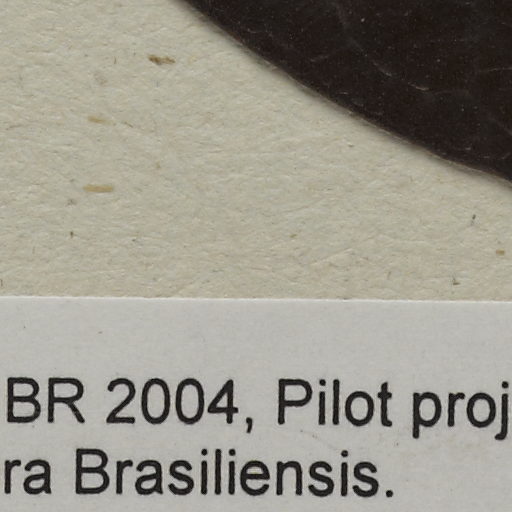 BR 2004, Pilot proj
ra Brasiliensis.